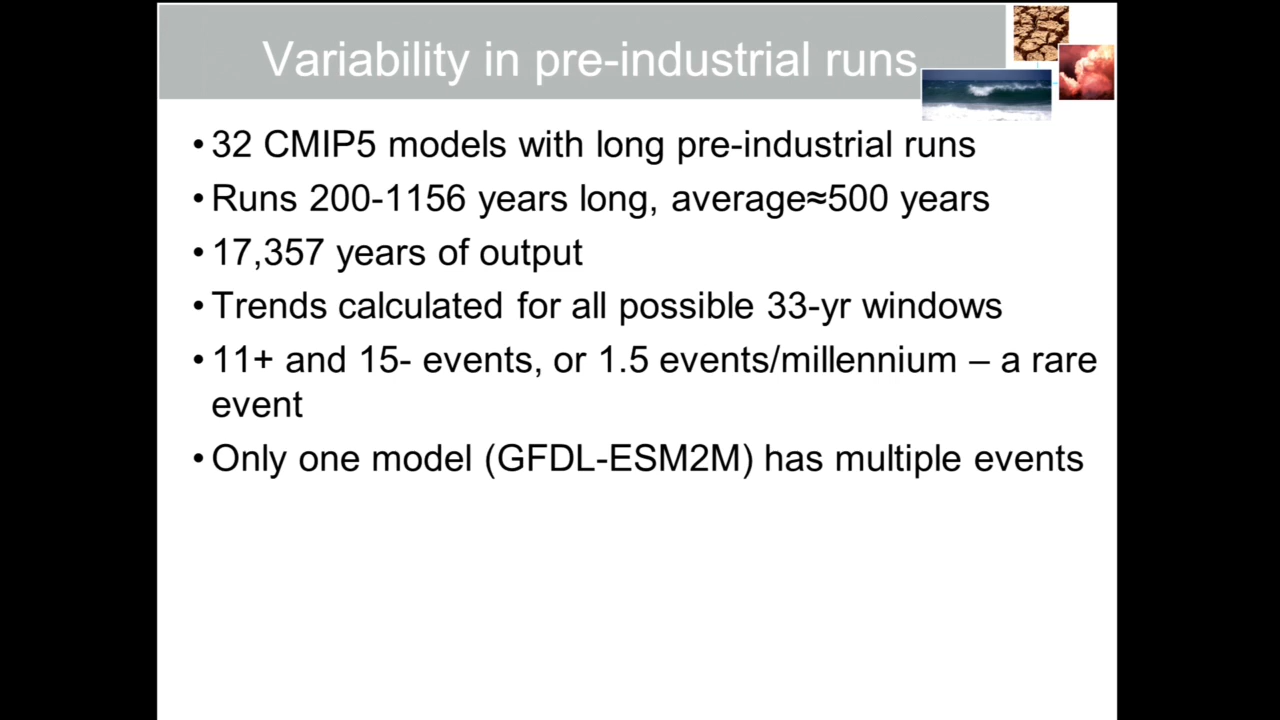 Variability in pre-industrial runs
• 32 CMIP5 models with long pre-industrial runs
• Runs 200-1156 years long, average≈500 years
• 17,357 years of output
• Trends calculated for all possible 33-yr windows
• 11+ and 15- events, or 1.5 events/millennium – a rare
event
• Only one model (GFDL-ESM2M) has multiple events